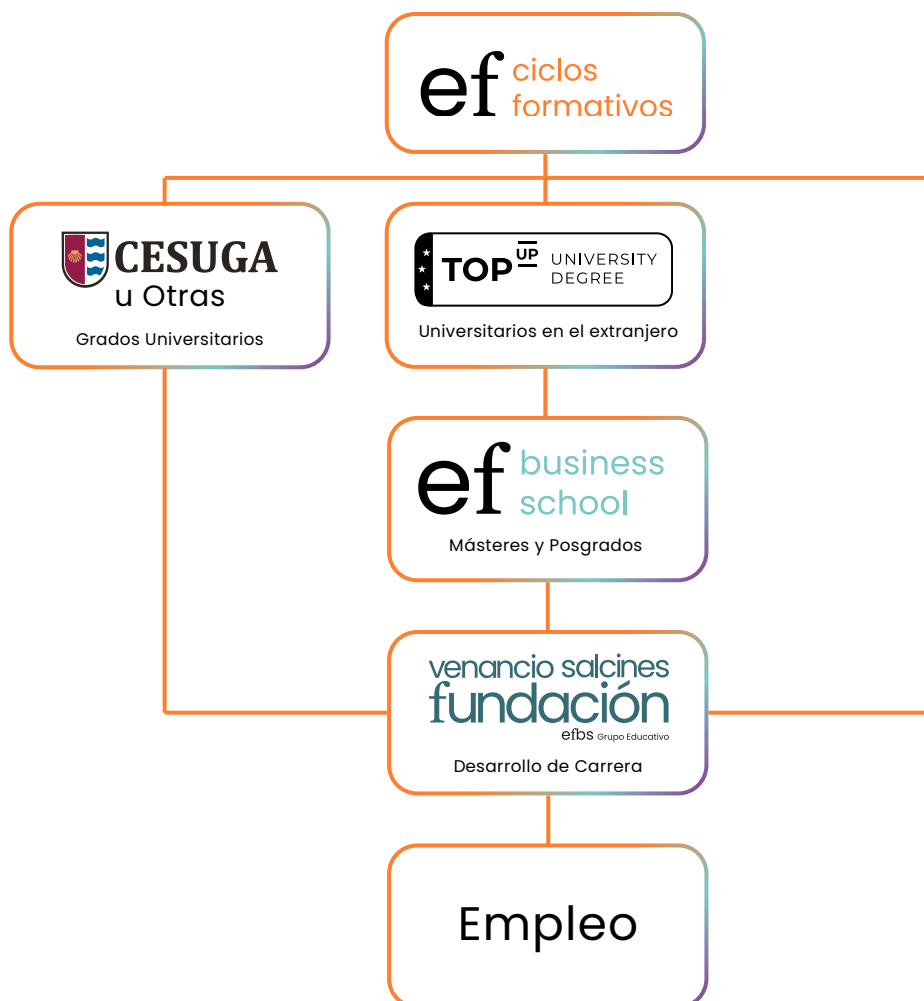 ef ciclos
formativos
CESUGA
u Otras
Grados Universitarios
TOP UP UNIVERSITY
DEGREE
Universitarios en el extranjero
ef business
school
Másteres y Posgrados
venancio salcines
fundación
efbs Grupo Educativo
Desarrollo de Carrera
Empleo